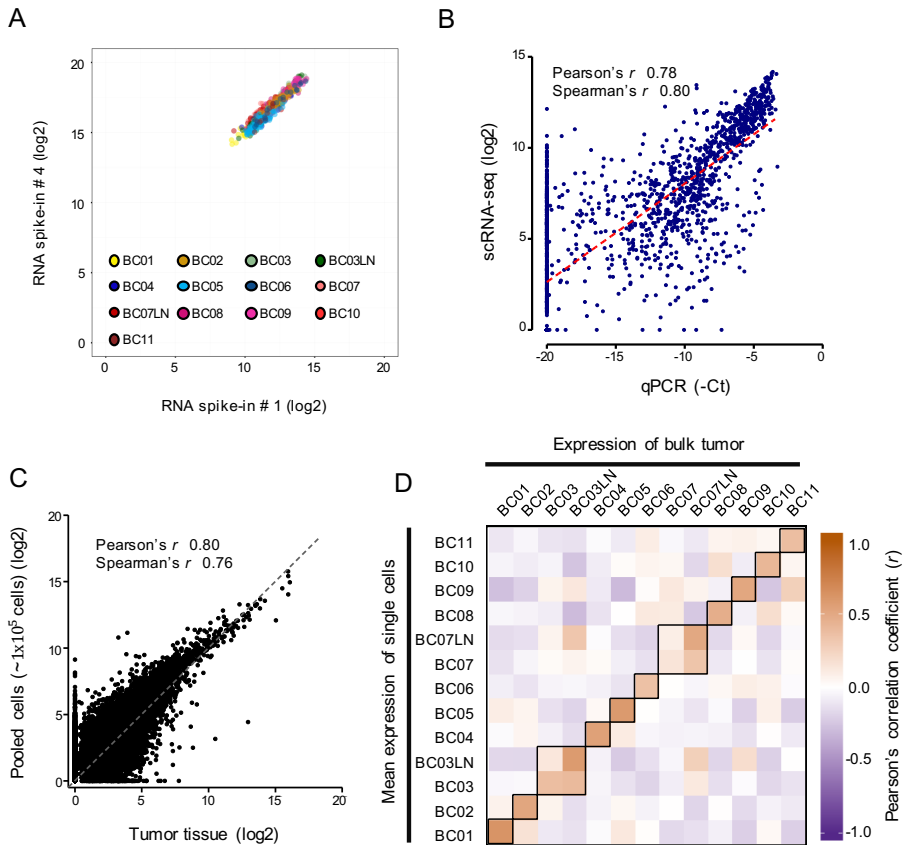 A
20
15
10
5
0
0
5
10
15
20
RNA spike-in # 4 (log2)
RNA spike-in # 1 (log2)
BC01 BC02 BC03 BC03LN
BC04 BC05 BC06 BC07
BC07LN BC08 BC09 BC10
BC11
B
Pearson's r 0.78
Spearman's r 0.80
15
10
5
0
-20
-15
-10
-5
0
scRNA-seq (log2)
qPCR (-Ct)
C
Pearson's r 0.80
Spearman's r 0.76
20
15
10
5
0
0
5
10
15
20
Pooled cells (~1x10⁵ cells) (log2)
Tumor tissue (log2)
D
Expression of bulk tumor
BC01
BC02
BC03
BC03LN
BC04
BC05
BC06
BC07
BC07LN
BC08
BC09
BC10
BC11
Mean expression of single cells
BC11
BC10
BC09
BC08
BC07LN
BC07
BC06
BC05
BC04
BC03LN
BC03
BC02
BC01
1.0
0.5
0.0
-0.5
-1.0
Pearson's correlation coefficient (r)